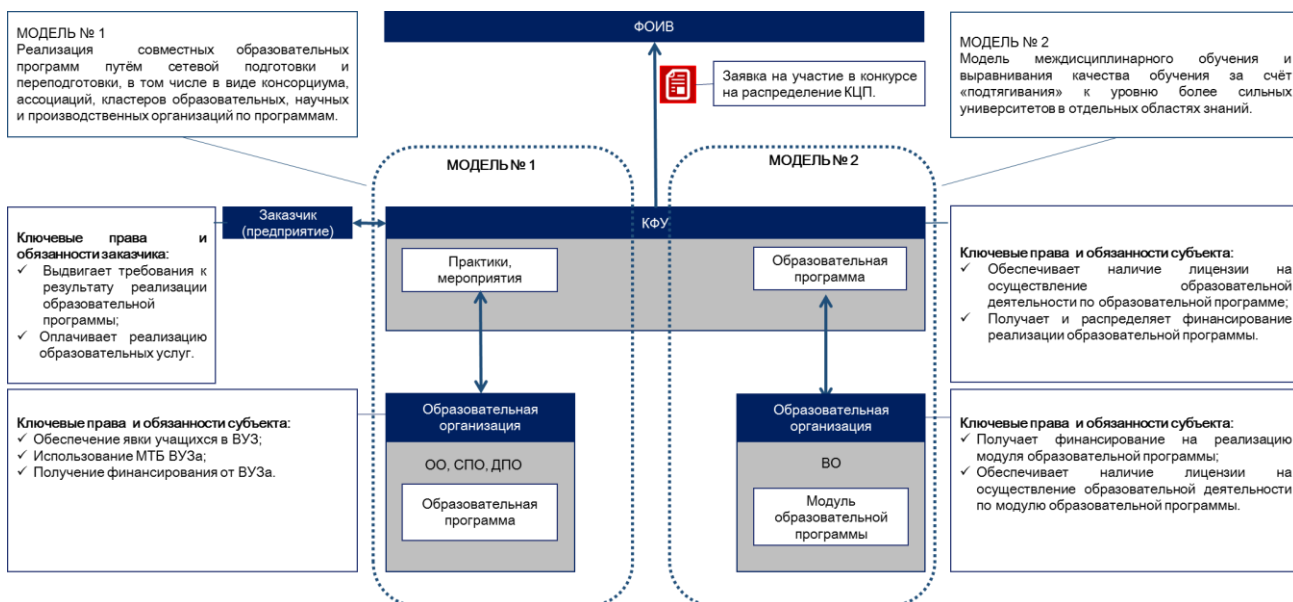 МОДЕЛЬ № 1
Реализация совместных образовательных
программ путём сетевой подготовки и
переподготовки, в том числе в виде консорциума,
ассоциаций, кластеров образовательных, научных
и производственных организаций по программам.
ФОИВ
Заявка на участие в конкурсе
на распределение КЦП.
МОДЕЛЬ № 2
Модель междисциплинарного обучения и
выравнивания качества обучения за счёт
«подтягивания» к уровню более сильных
университетов в отдельных областях знаний.
МОДЕЛЬ № 1
МОДЕЛЬ № 2
Заказчик
(предприятие)
КФУ
Ключевые права и
обязанности заказчика:
✓ Выдвигает требования к
результату реализации
образовательной
программы;
✓ Оплачивает реализацию
образовательных услуг.
Практики,
мероприятия
Образовательная
программа
Ключевые права и обязанности субъекта:
✓ Обеспечивает наличие лицензии на
осуществление образовательной
деятельности по образовательной программе;
✓ Получает и распределяет финансирование
реализации образовательной программы.
Ключевые права и обязанности субъекта:
✓ Обеспечение явки учащихся в ВУЗ;
✓ Использование МТБ ВУЗа;
✓ Получение финансирования от ВУЗа.
Образовательная
организация
ОО, СПО, ДПО
Образовательная
программа
Образовательная
организация
ВО
Модуль
образовательной
программы
Ключевые права и обязанности субъекта:
✓ Получает финансирование на реализацию
модуля образовательной программы;
✓ Обеспечивает наличие лицензии на
осуществление образовательной деятельности
по модулю образовательной программы.